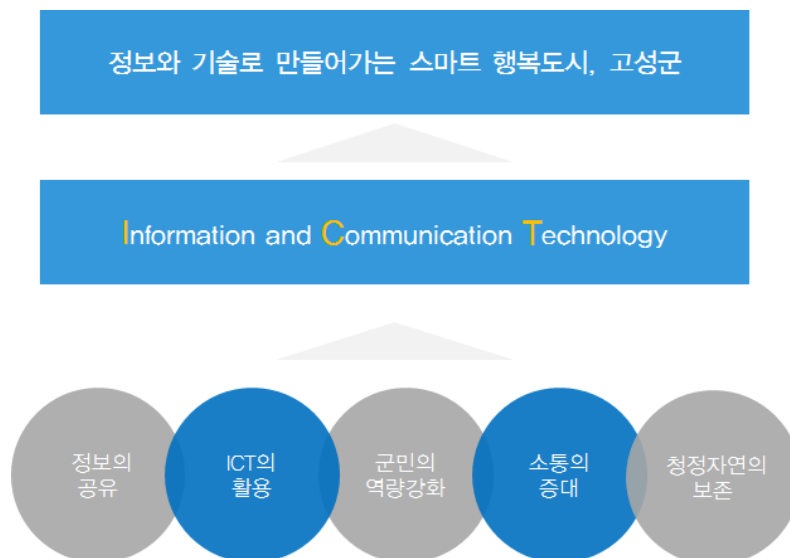 정보와 기술로 만들어가는 스마트 행복도시, 고성군
Information and Communication Technology
정보의
공유
ICT의
활용
군민의
역량강화
소통의
증대
청정자연의
보존